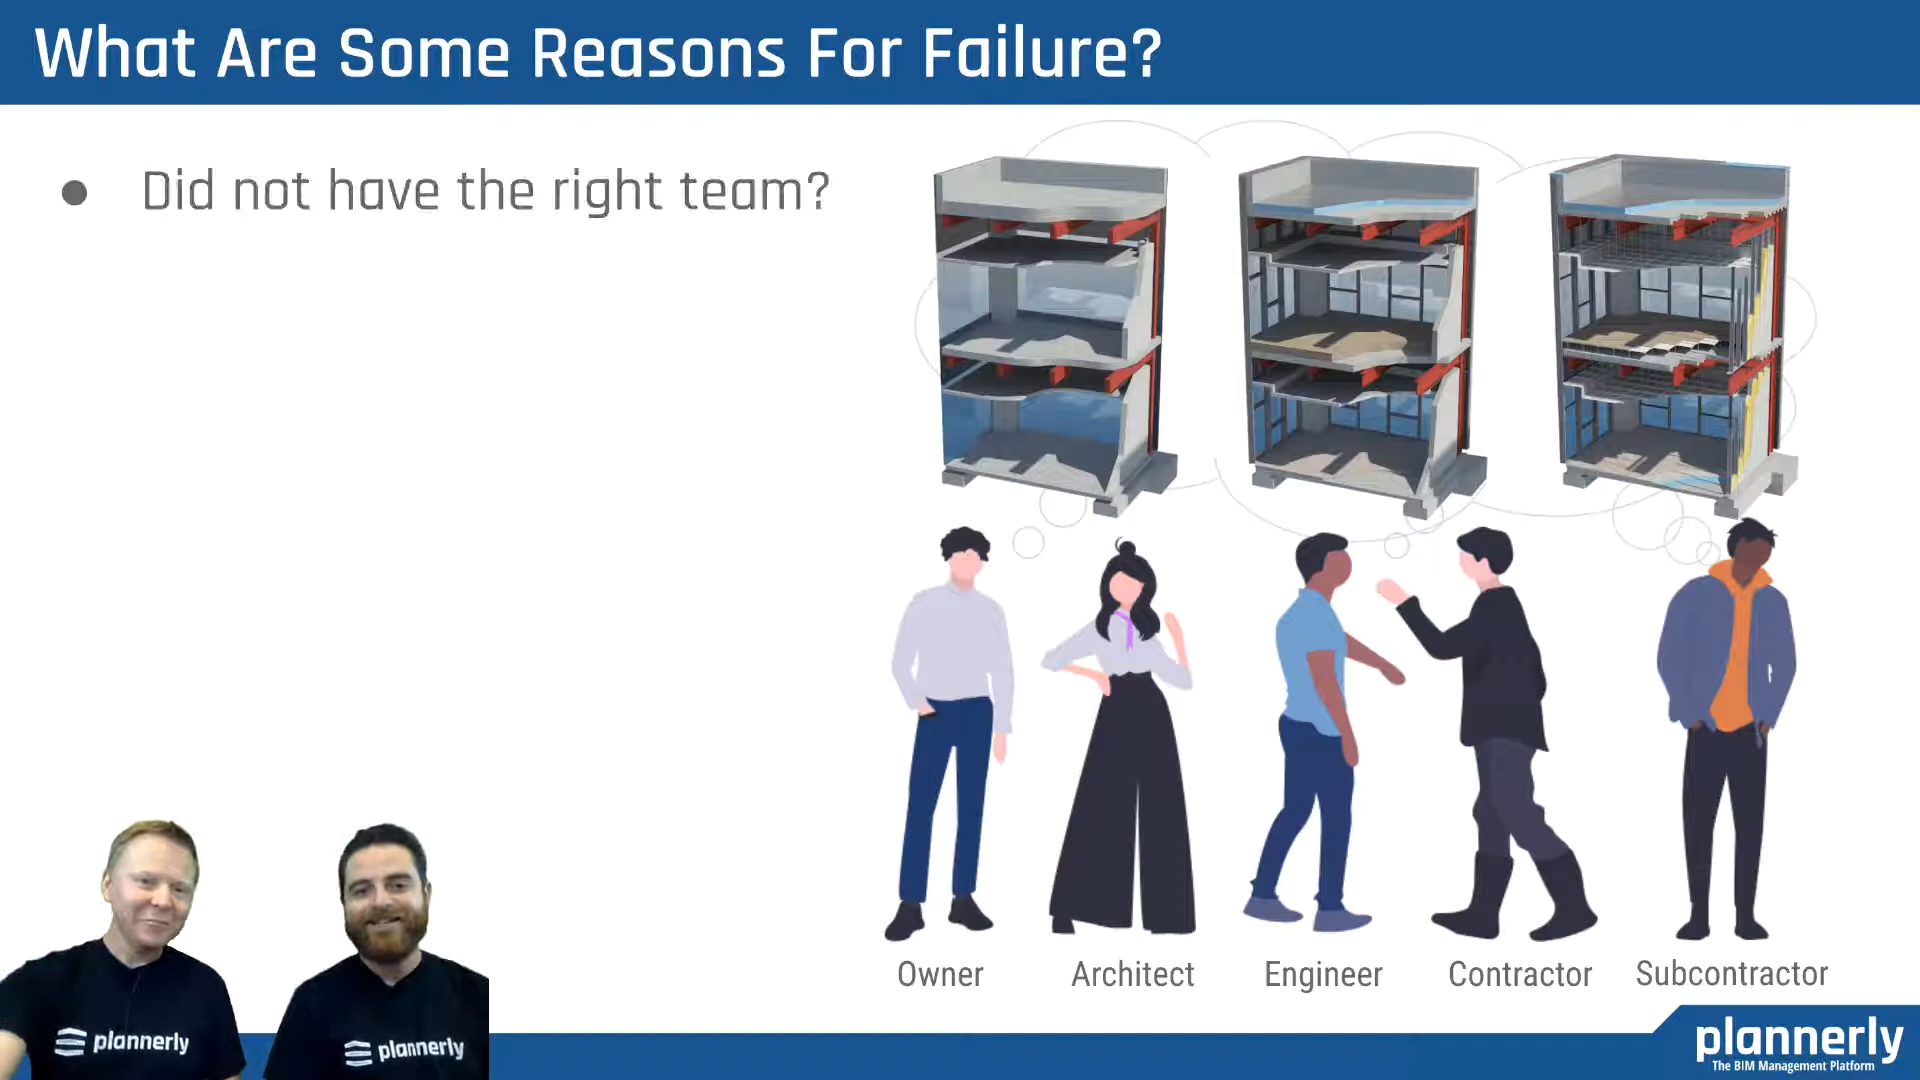 What Are Some Reasons For Failure?
● Did not have the right team?
Owner
Architect
Engineer
Contractor
Subcontractor
plannerly
plannerly
plannerly
The BIM Management Platform